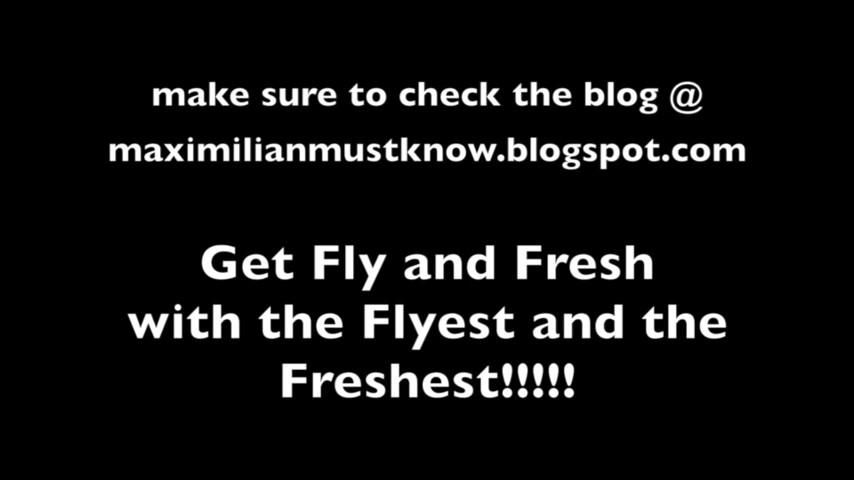 make sure to check the blog @
maximilianmustknow.blogspot.com
Get Fly and Fresh
with the Flyest and the
Freshest!!!!!